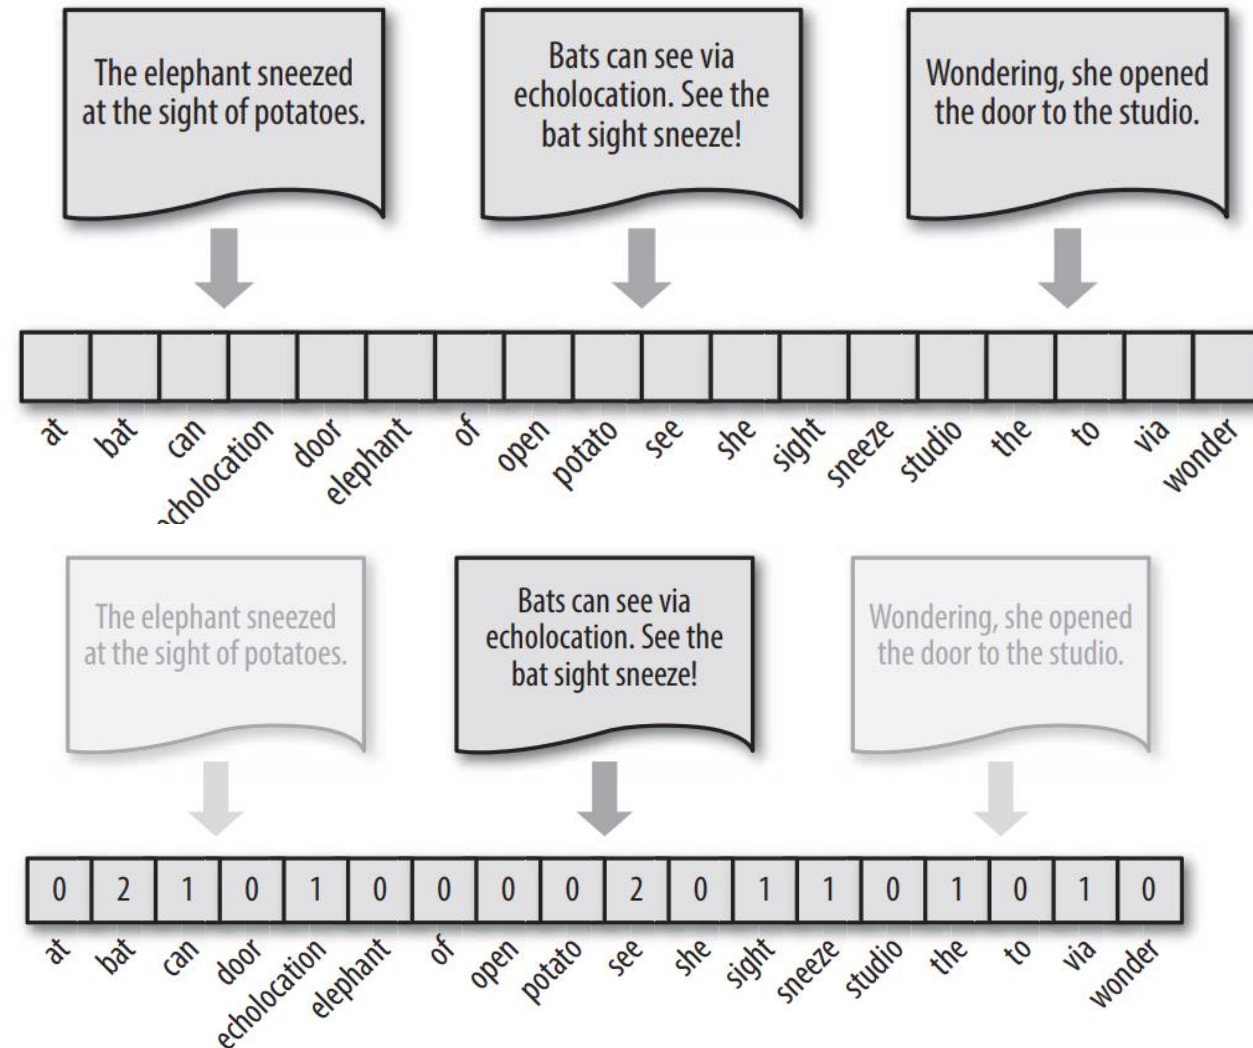 The elephant sneezed
at the sight of potatoes.
Bats can see via
echolocation. See the
bat sight sneeze!
Wondering, she opened
the door to the studio.
at bat can echolocation door elephant of open potato see she sight sneeze studio the to via wonder
The elephant sneezed
at the sight of potatoes.
Bats can see via
echolocation. See the
bat sight sneeze!
Wondering, she opened
the door to the studio.
0 2 1 0 1 0 0 0 0 2 0 1 1 0 1 0 1 0
at bat can door echolocation elephant of open potato see she sight sneeze studio the to via wonder